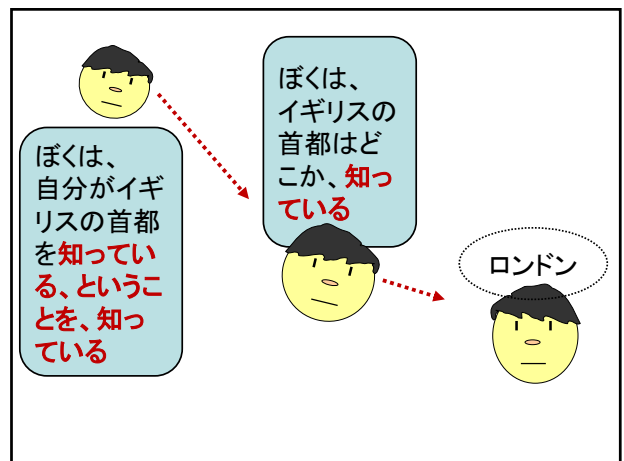 ぼくは、
自分がイギ
リスの首都
を知ってい
る、というこ
とを、知っ
ている
ぼくは、
イギリスの
首都はど
こか、知っ
ている
ロンドン